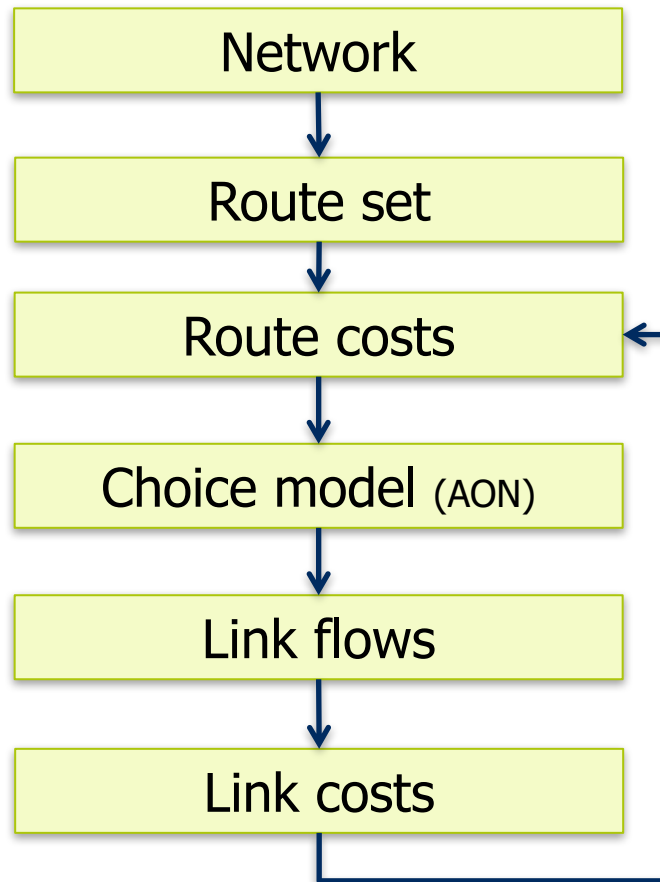 Network
Route set
Route costs
Choice model (AON)
Link flows
Link costs